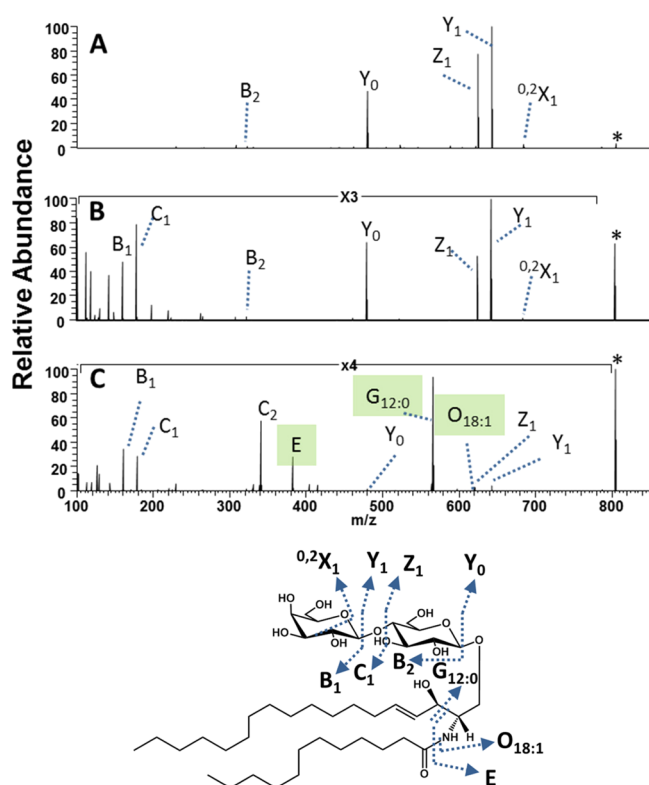 A
100
80
60
40
20
0
B₂
Y₀
Z₁
Y₁
⁰,²X₁
*
Relative Abundance
B
X3
100
80
60
40
20
0
B₁
C₁
B₂
Y₀
Z₁
Y₁
⁰,²X₁
*
C
x4
100
80
60
40
20
0
B₁
C₁
C₂
E
G₁₂:₀
Y₀
O₁₈:₁
Z₁
Y₁
*
100 200 300 400 500 600 700 800
m/z
⁰,²X₁ Y₁ Z₁ Y₀
OH OH O OH O
HO OH O HO OH O O
B₁ C₁ B₂ G₁₂:₀
HO
NH H O₁₈:₁
O E